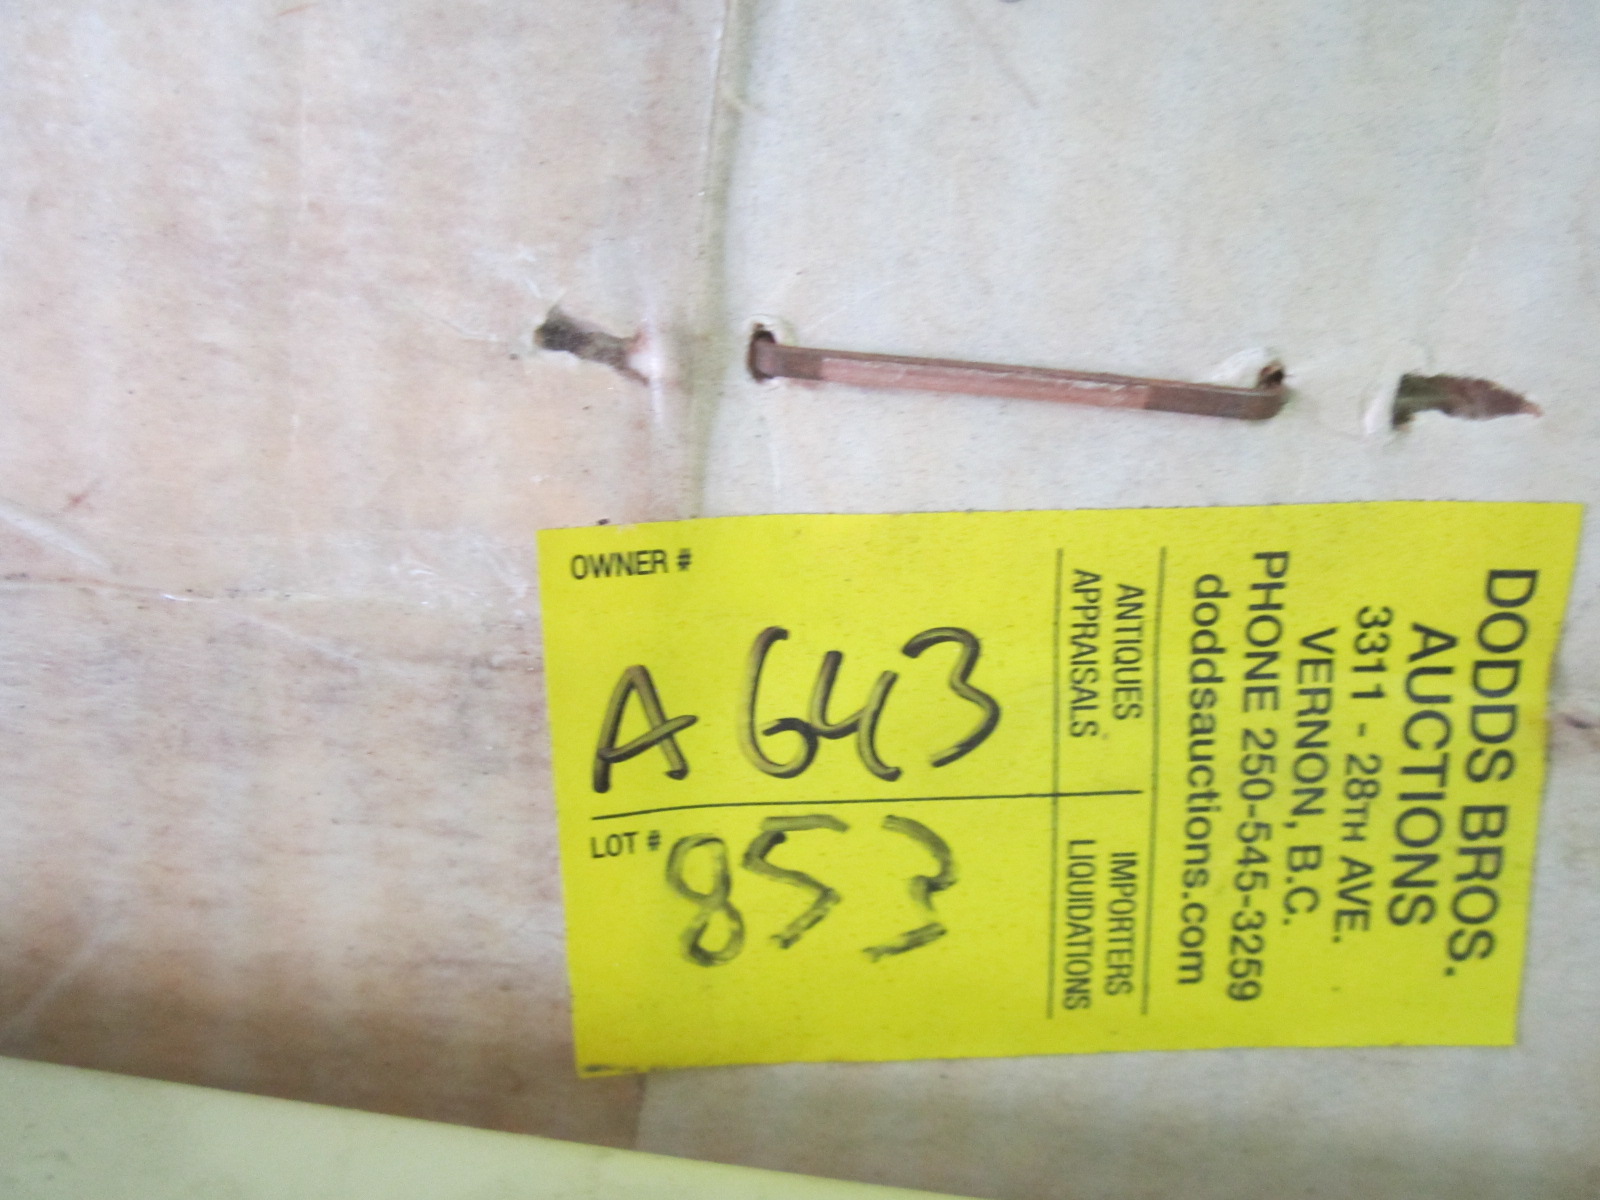 DODDS BROS.
AUCTIONS
3311 - 28TH AVE.
VERNON, B.C.
PHONE 250-545-3259
doddsauctions.com
ANTIQUES
APPRAISALS
IMPORTERS
LIQUIDATIONS
OWNER #
A 643
LOT #
853